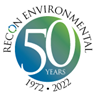 RECON ENVIRONMENTAL
50
YEARS
1972 • 2022